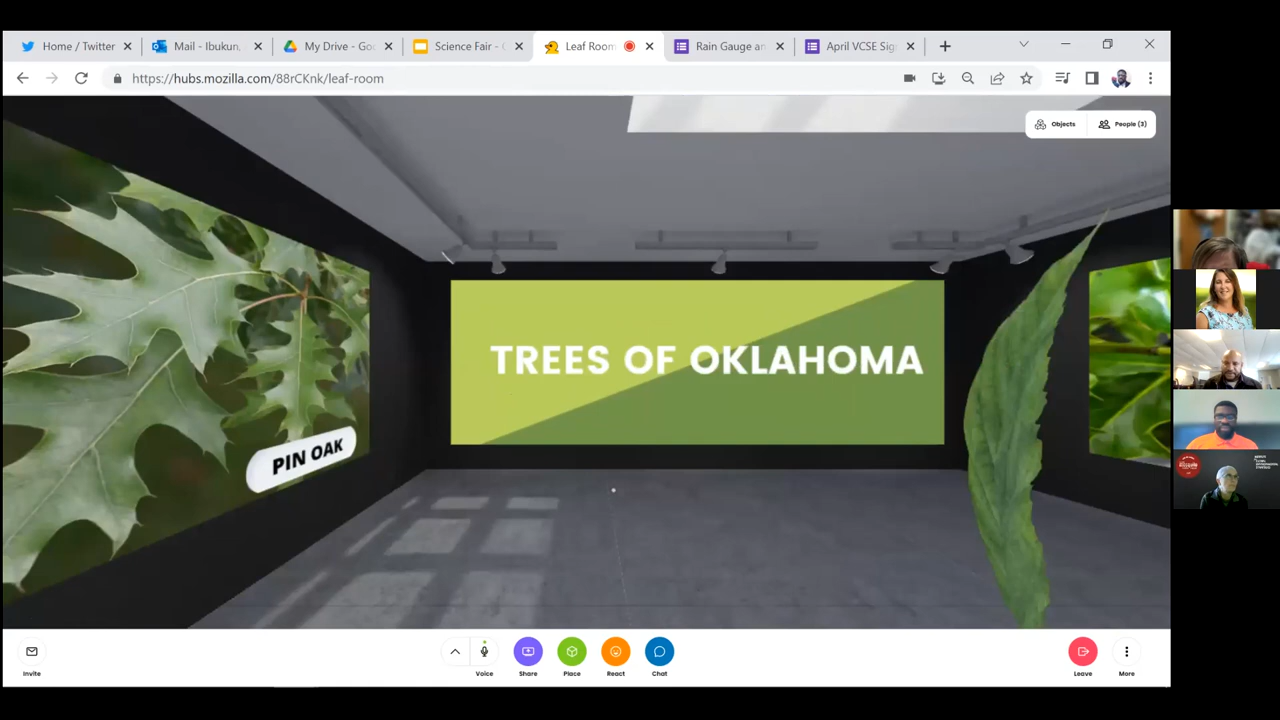 Home / Twitter
Mail - Ibukun,
My Drive - Goo
Science Fair -
Leaf Room
Rain Gauge an
April VCSE Sig
https://hubs.mozilla.com/88rCKnk/leaf-room
Objects
People (3)
TREES OF OKLAHOMA
PIN OAK
Invite
Voice
Share
Place
React
Chat
Leave
More